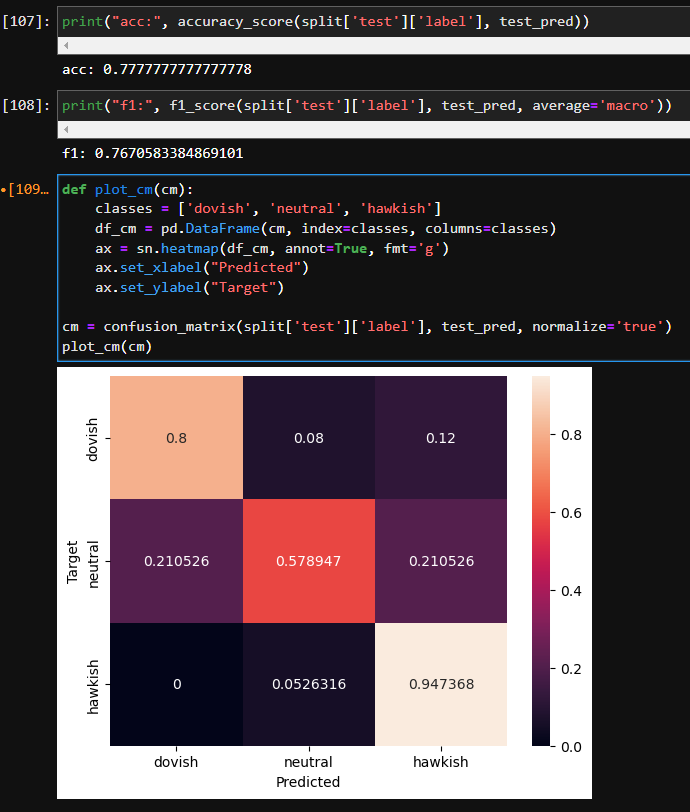 [107]: print("acc:", accuracy_score(split['test']['label'], test_pred))
acc: 0.7777777777777778
[108]: print("f1:", f1_score(split['test']['label'], test_pred, average='macro'))
f1: 0.7670583384869101
•[109… def plot_cm(cm):
    classes = ['dovish', 'neutral', 'hawkish']
    df_cm = pd.DataFrame(cm, index=classes, columns=classes)
    ax = sn.heatmap(df_cm, annot=True, fmt='g')
    ax.set_xlabel("Predicted")
    ax.set_ylabel("Target")
cm = confusion_matrix(split['test']['label'], test_pred, normalize='true')
plot_cm(cm)
dovish 0.8 0.08 0.12
Target
neutral 0.210526 0.578947 0.210526
hawkish 0 0.0526316 0.947368
dovish neutral hawkish
Predicted
0.8
0.6
0.4
0.2
0.0